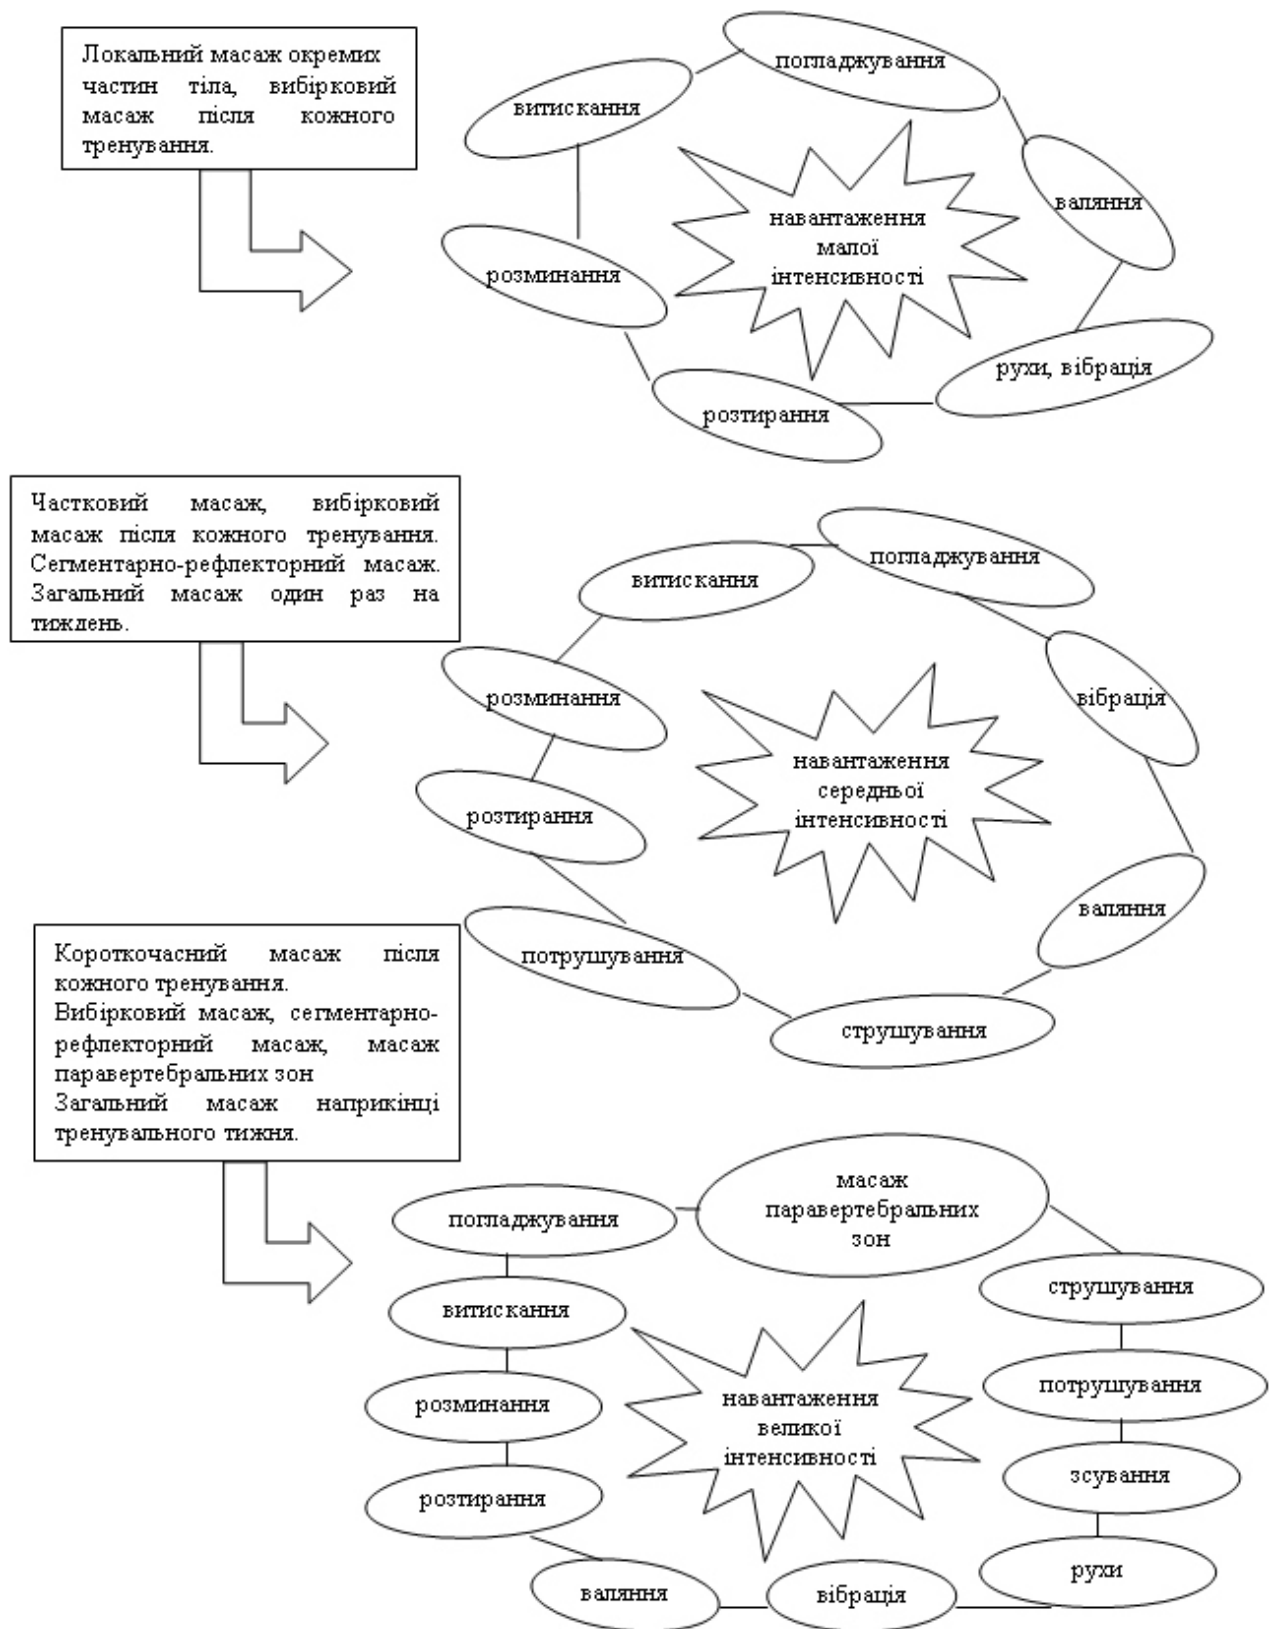 Локальний масаж окремих
частин тіла, вибірковий
масаж після кожного
тренування.
погладжування
витискання
валяння
навантаження
малої
інтенсивності
розминання
рухи, вібрація
розтирання
Частковий масаж, вибірковий
масаж після кожного тренування.
Сегментарно-рефлекторний масаж.
Загальний масаж один раз на
тиждень.
погладжування
витискання
розминання
вібрація
навантаження
середньої
інтенсивності
розтирання
валяння
потрушування
струшування
Короткочасний масаж після
кожного тренування.
Вибірковий масаж, сегментарно-
рефлекторний масаж, масаж
паравертебральних зон
Загальний масаж наприкінці
тренувального тижня.
масаж
паравертебральних
зон
погладжування
струшування
витискання
потрушування
навантаження
великої
інтенсивності
розминання
зсування
розтирання
рухи
валяння
вібрація